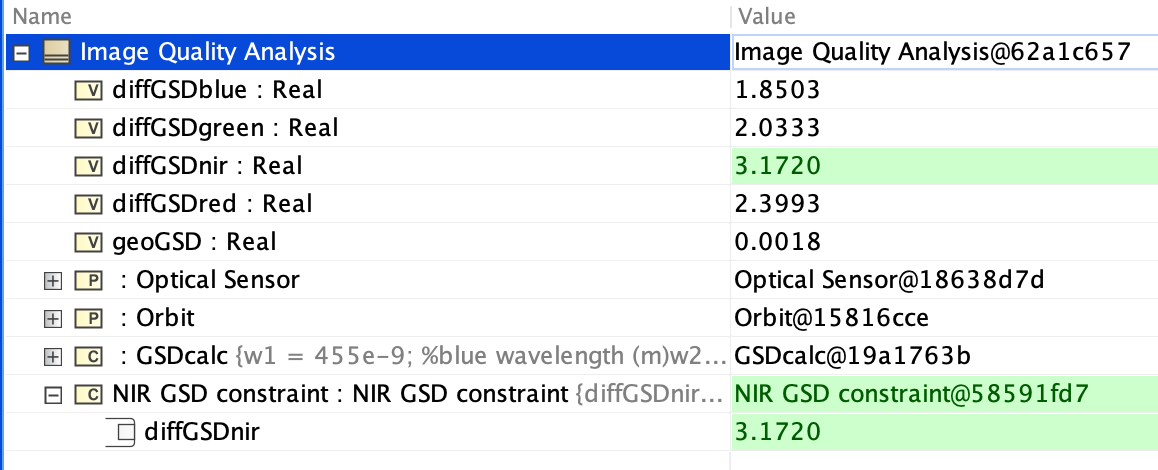 Name Value
Image Quality Analysis Image Quality Analysis@62a1c657
V diffGSDblue : Real 1.8503
V diffGSDgreen : Real 2.0333
V diffGSDnir : Real 3.1720
V diffGSDred : Real 2.3993
V geoGSD : Real 0.0018
P : Optical Sensor Optical Sensor@18638d7d
P : Orbit Orbit@15816cce
C : GSDcalc {w1 = 455e-9; %blue wavelength (m)w2... GSDcalc@19a1763b
C NIR GSD constraint : NIR GSD constraint {diffGSDnir... NIR GSD constraint@58591fd7
diffGSDnir 3.1720